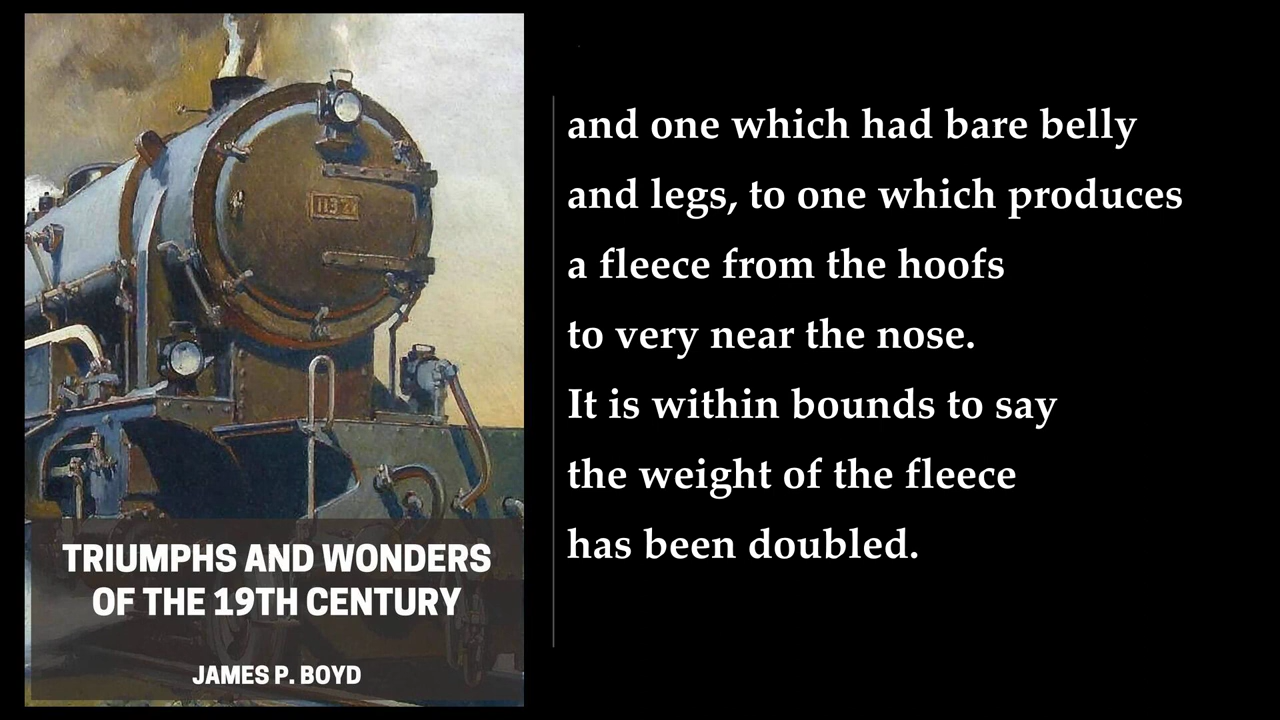 TRIUMPHS AND WONDERS
OF THE 19TH CENTURY
JAMES P. BOYD
and one which had bare belly
and legs, to one which produces
a fleece from the hoofs
to very near the nose.
It is within bounds to say
the weight of the fleece
has been doubled.